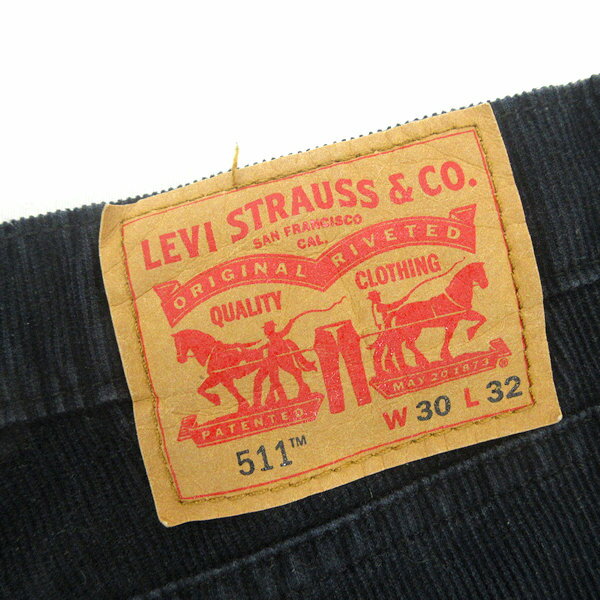 LEVI STRAUSS & CO.
SAN FRANCISCO
CAL.
ORIGINAL RIVETED
QUALITY CLOTHING
PATENTED MAY 20 1873 ®
511™ W 30 L 32